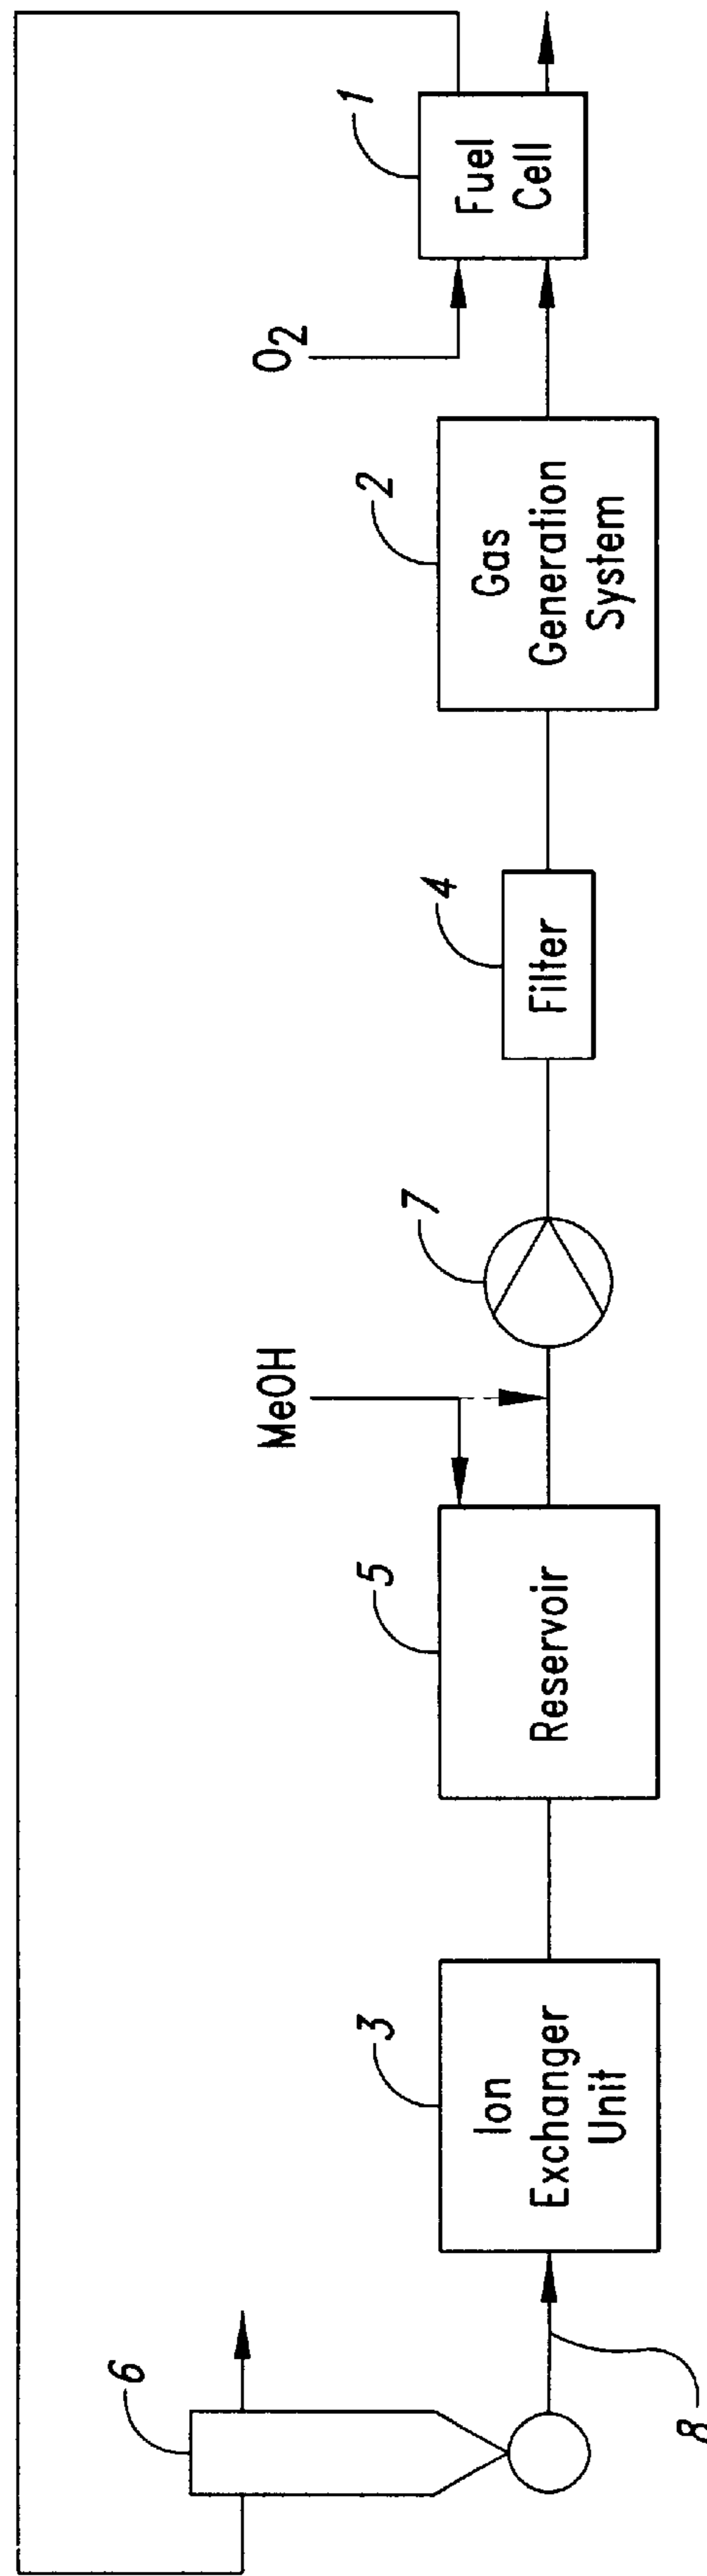 6
8
Ion
Exchanger
Unit
3
Reservoir
5
MeOH
7
Filter
4
Gas
Generation
System
2
O2
Fuel
Cell
1